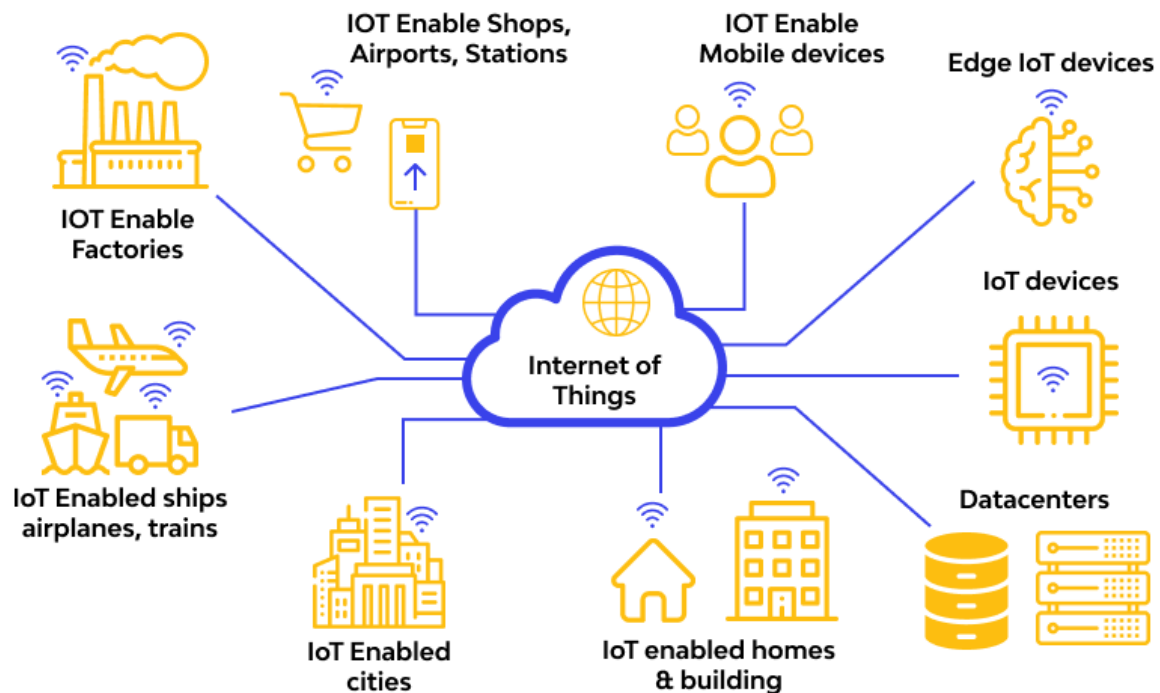 IOT Enable Shops,
Airports, Stations
IOT Enable
Mobile devices
Edge IoT devices
IOT Enable
Factories
IoT devices
Internet of
Things
IoT Enabled ships
airplanes, trains
Datacenters
IoT Enabled
cities
IoT enabled homes
& building